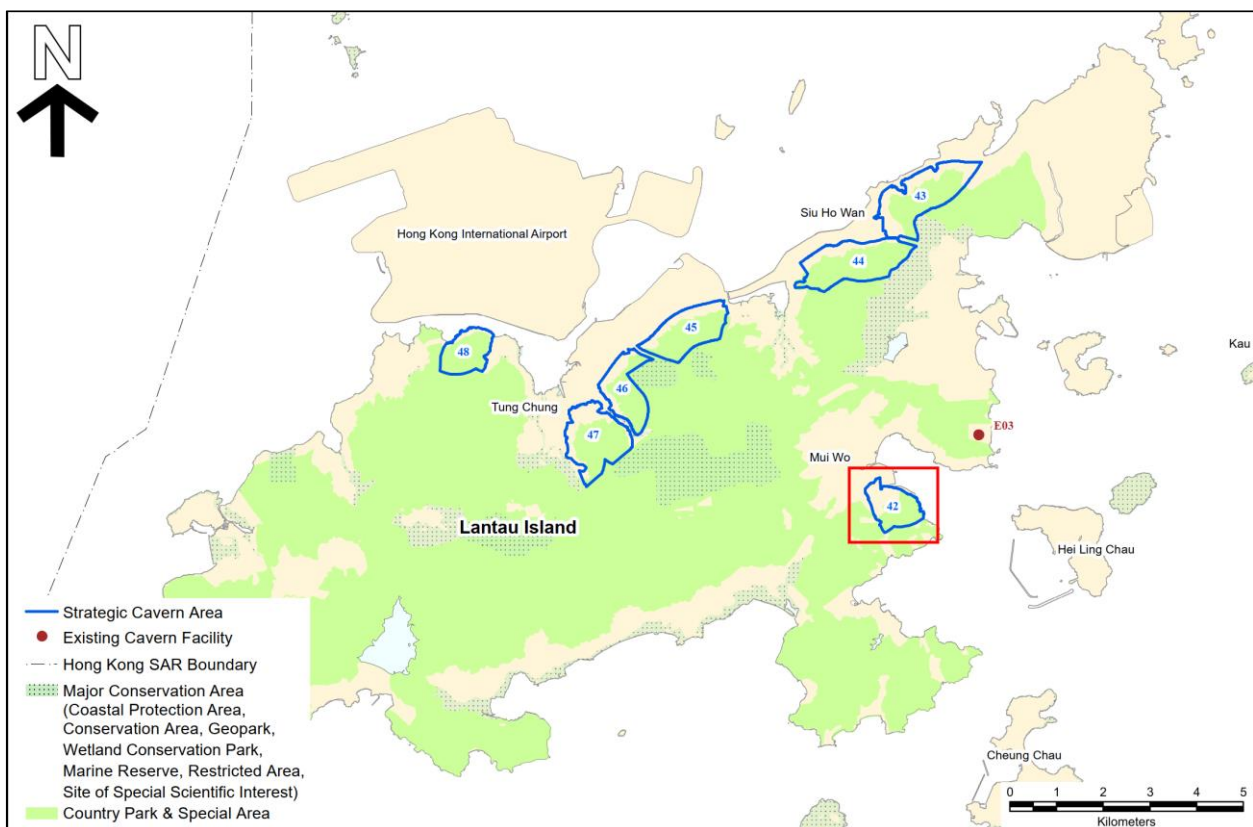 N
43
Siu Ho Wan
Hong Kong International Airport
44
45
48
Kau
46
Tung Chung
47
E03
Mui Wo
42
Lantau Island
Hei Ling Chau
Strategic Cavern Area
Existing Cavern Facility
Hong Kong SAR Boundary
Major Conservation Area
(Coastal Protection Area,
Conservation Area, Geopark,
Wetland Conservation Park,
Marine Reserve, Restricted Area,
Site of Special Scientific Interest)
Country Park & Special Area
Cheung Chau
0 1 2 3 4 5
Kilometers